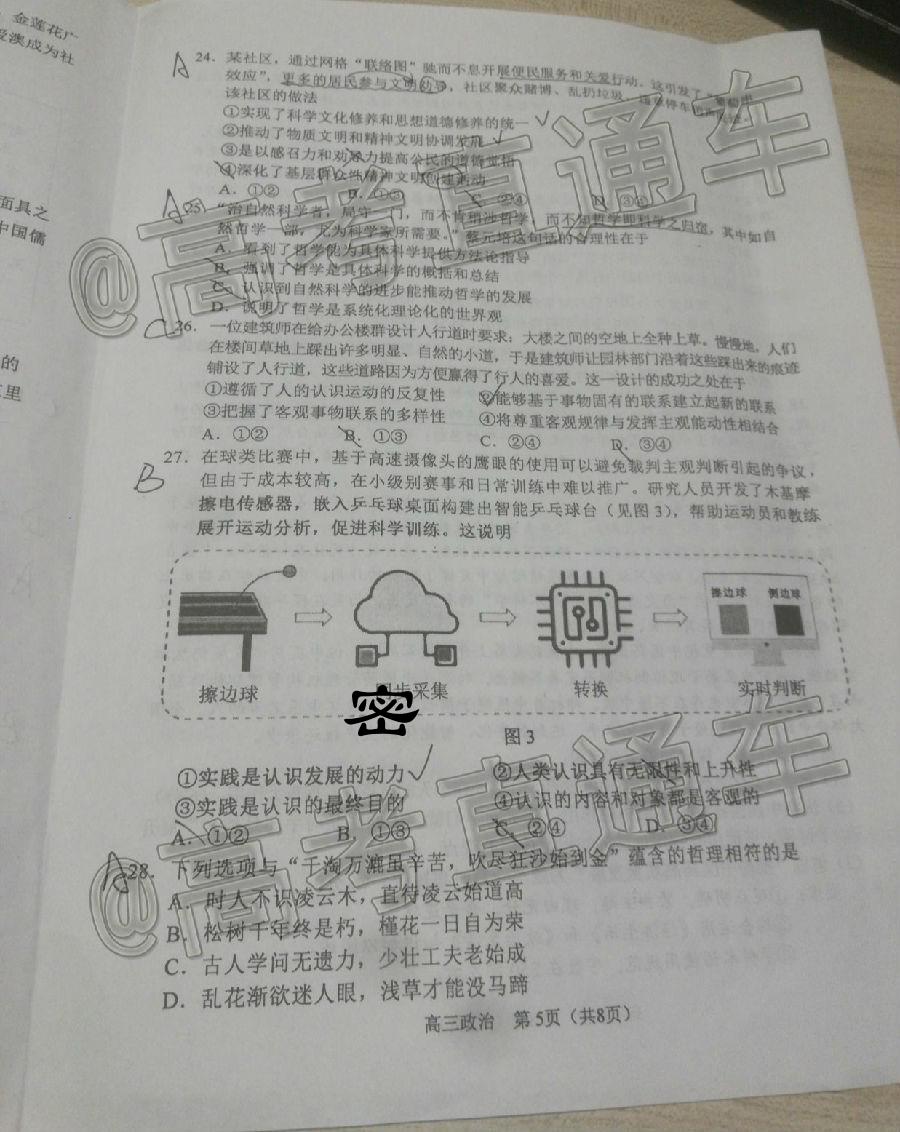 金莲花广
爱澳成为社
面具之
中国儒
的
里
A
24. 某社区，通过网格“联络图”驰而不息开展便民服务和关爱行动。这引发了“葡萄串
效应”，更多的居民参与文明劝导，社区聚众赌博、乱扔垃圾、
该社区的做法
①实现了科学文化修养和思想道德修养的统一
②推动了物质文明和精神文明协调发展
③是以感召力和劝导力提高公民的道德觉悟
④深化了基层群众性精神文明创建活动
A. ①② B. ①③ C. ②④ D. ③④
A
25. “治自然科学者，局守一门，而不肯稍涉哲学，而不知哲学即科学之归宿，其中如自
然哲学一部，尤为科学家所需要。”蔡元培这句话的合理性在于
A. 看到了哲学能为具体科学提供方法论指导
B. 强调了哲学是具体科学的概括和总结
C. 认识到自然科学的进步能推动哲学的发展
D. 说明了哲学是系统化理论化的世界观
C
26. 一位建筑师在给办公楼群设计人行道时要求：大楼之间的空地上全种上草。慢慢地，人们
在楼间草地上踩出许多明显、自然的小道，于是建筑师让园林部门沿着这些踩出来的痕迹
铺设了人行道，这些道路因为方便赢得了行人的喜爱。这一设计的成功之处在于
①遵循了人的认识运动的反复性 ②能够基于事物固有的联系建立起新的联系
③把握了客观事物联系的多样性 ④将尊重客观规律与发挥主观能动性相结合
A. ①② B. ①③ C. ②④ D. ③④
B
27. 在球类比赛中，基于高速摄像头的鹰眼的使用可以避免裁判主观判断引起的争议，
但由于成本较高，在小级别赛事和日常训练中难以推广。研究人员开发了木基摩
擦电传感器，嵌入乒乓球桌面构建出智能乒乓球台（见图3），帮助运动员和教练
展开运动分析，促进科学训练。这说明
擦边球 侧边球
擦边球 同步采集 转换 实时判断
密
图3
①实践是认识发展的动力 ②人类认识具有无限性和上升性
③实践是认识的最终目的 ④认识的内容和对象都是客观的
A. ①② B. ①③ C. ②④ D. ③④
A
28. 下列选项与“千淘万漉虽辛苦，吹尽狂沙始到金”蕴含的哲理相符的是
A. 时人不识凌云木，直待凌云始道高
B. 松树千年终是朽，槿花一日自为荣
C. 古人学问无遗力，少壮工夫老始成
D. 乱花渐欲迷人眼，浅草才能没马蹄
高三政治 第5页（共8页）
@高考直通车
@高考直通车